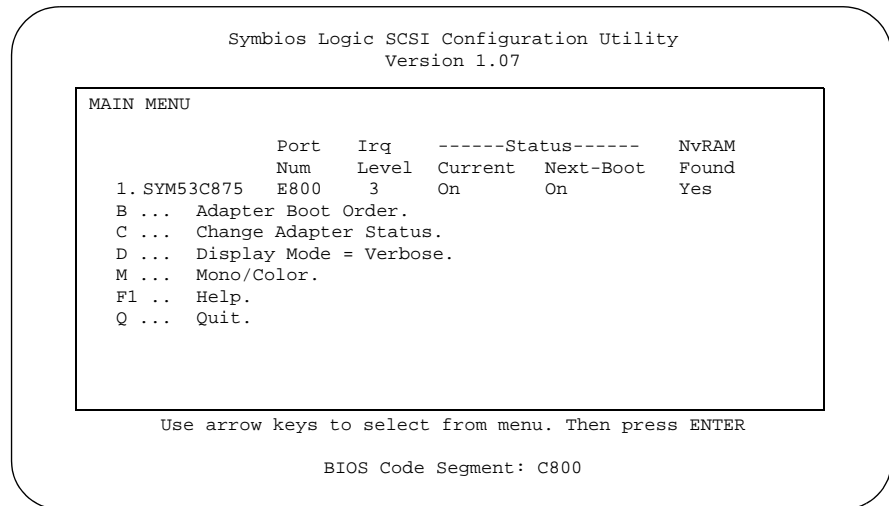 Symbios Logic SCSI Configuration Utility
Version 1.07
MAIN MENU
Port Irq ------Status------ NvRAM
Num Level Current Next-Boot Found
1. SYM53C875 E800 3 On On Yes
B ... Adapter Boot Order.
C ... Change Adapter Status.
D ... Display Mode = Verbose.
M ... Mono/Color.
F1 .. Help.
Q ... Quit.
Use arrow keys to select from menu. Then press ENTER
BIOS Code Segment: C800